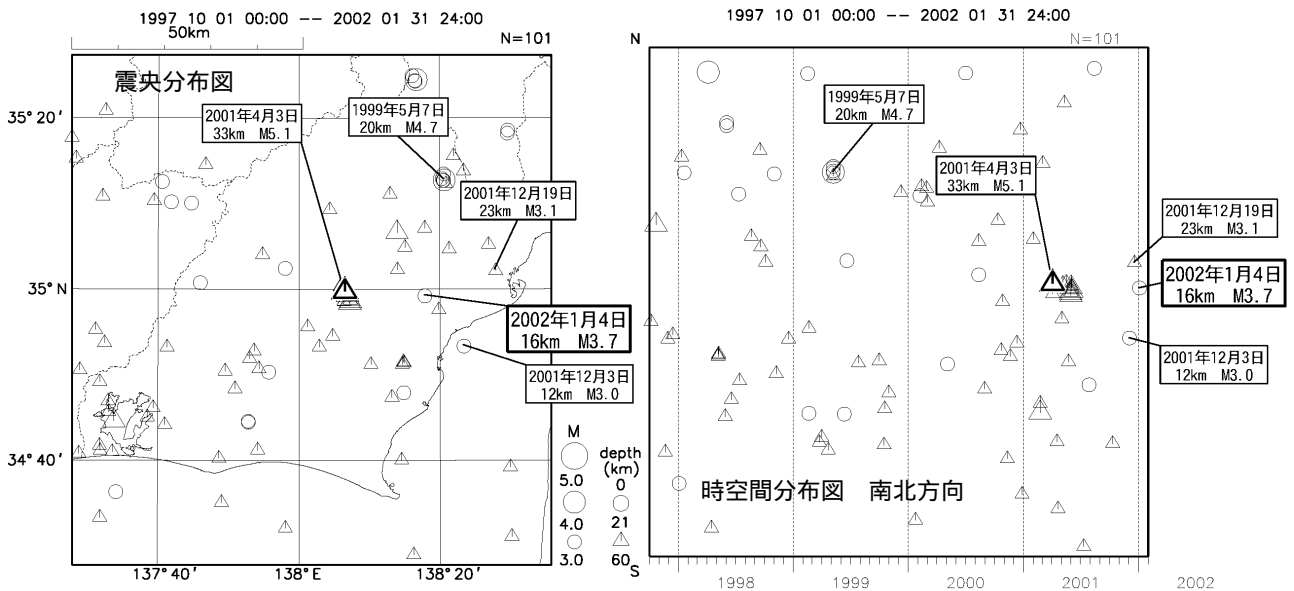 1997 10 01 00:00 -- 2002 01 31 24:00
50km
N=101
震央分布図
2001年4月3日
33km M5.1
1999年5月7日
20km M4.7
2001年12月19日
23km M3.1
2002年1月4日
16km M3.7
2001年12月3日
12km M3.0
35°20′
35°N
34°40′
137°40′
138°E
138°20′
M
5.0
4.0
3.0
depth
(km)
0
21
60
1997 10 01 00:00 -- 2002 01 31 24:00
N
N=101
1999年5月7日
20km M4.7
2001年4月3日
33km M5.1
2001年12月19日
23km M3.1
2002年1月4日
16km M3.7
2001年12月3日
12km M3.0
時空間分布図 南北方向
S
1998
1999
2000
2001
2002